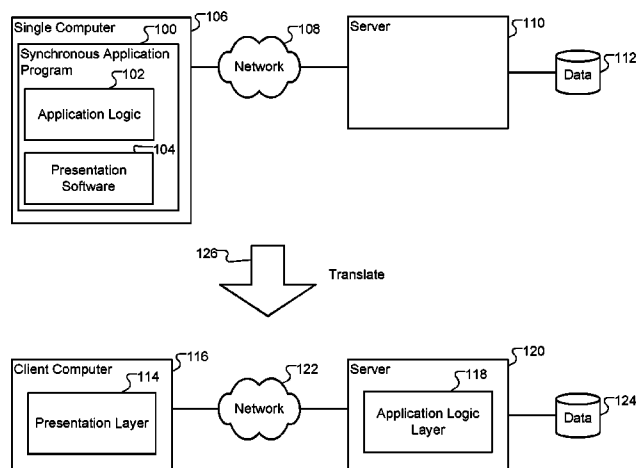 Single Computer
106
100
Synchronous Application
Program
102
Application Logic
104
Presentation
Software
108
Network
Server
110
Data
112
126
Translate
Client Computer
116
114
Presentation Layer
122
Network
Server
120
118
Application Logic
Layer
Data
124